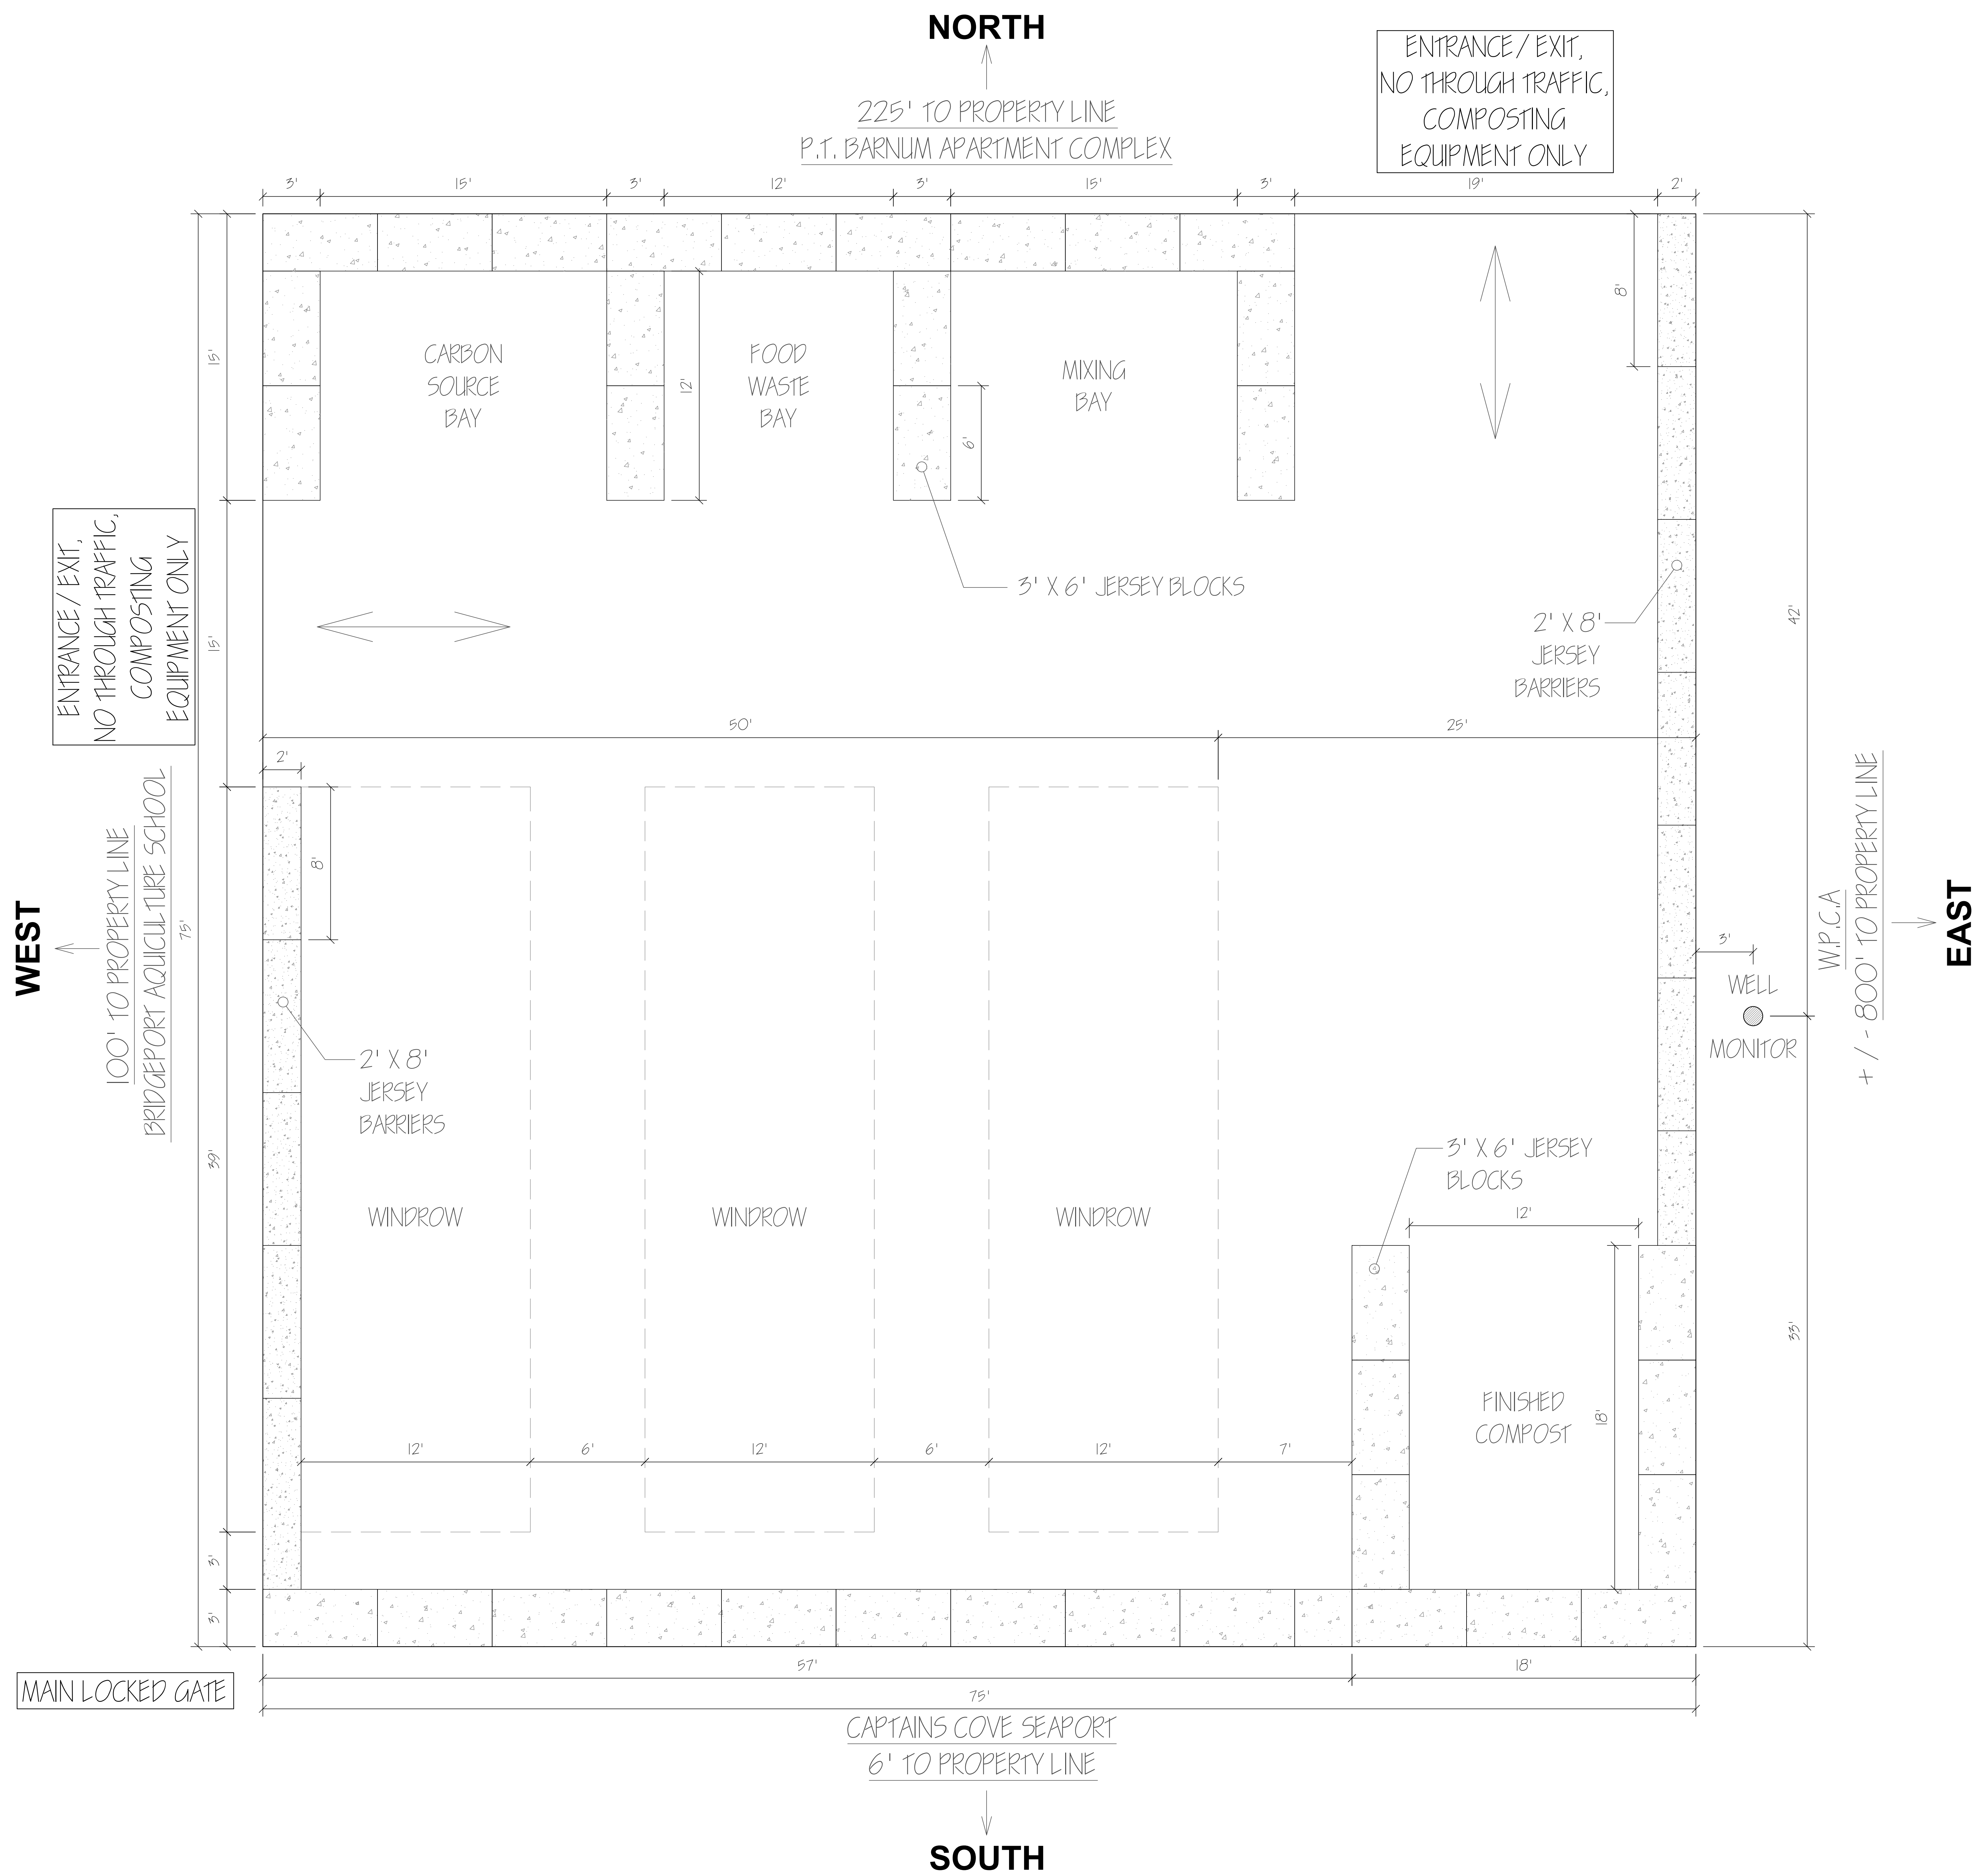 NORTH
225' TO PROPERTY LINE
P.T. BARNUM APARTMENT COMPLEX
ENTRANCE / EXIT,
NO THROUGH TRAFFIC,
COMPOSTING
EQUIPMENT ONLY
3'
15'
3'
12'
3'
15'
3'
19'
2'
15'
CARBON
SOURCE
BAY
12'
FOOD
WASTE
BAY
6'
MIXING
BAY
8'
3' X 6' JERSEY BLOCKS
2' X 8'
JERSEY
BARRIERS
42'
ENTRANCE / EXIT,
NO THROUGH TRAFFIC,
COMPOSTING
EQUIPMENT ONLY
15'
50'
25'
2'
8'
WEST
100' TO PROPERTY LINE
BRIDGEPORT AQUICULTURE SCHOOL
75'
39'
2' X 8'
JERSEY
BARRIERS
3'
WELL
MONITOR
W.P.C.A
+ / - 800' TO PROPERTY LINE
EAST
3' X 6' JERSEY
BLOCKS
WINDROW
WINDROW
WINDROW
12'
33'
FINISHED
COMPOST
18'
12'
6'
12'
6'
12'
7'
3'
3'
57'
18'
75'
MAIN LOCKED GATE
CAPTAINS COVE SEAPORT
6' TO PROPERTY LINE
SOUTH